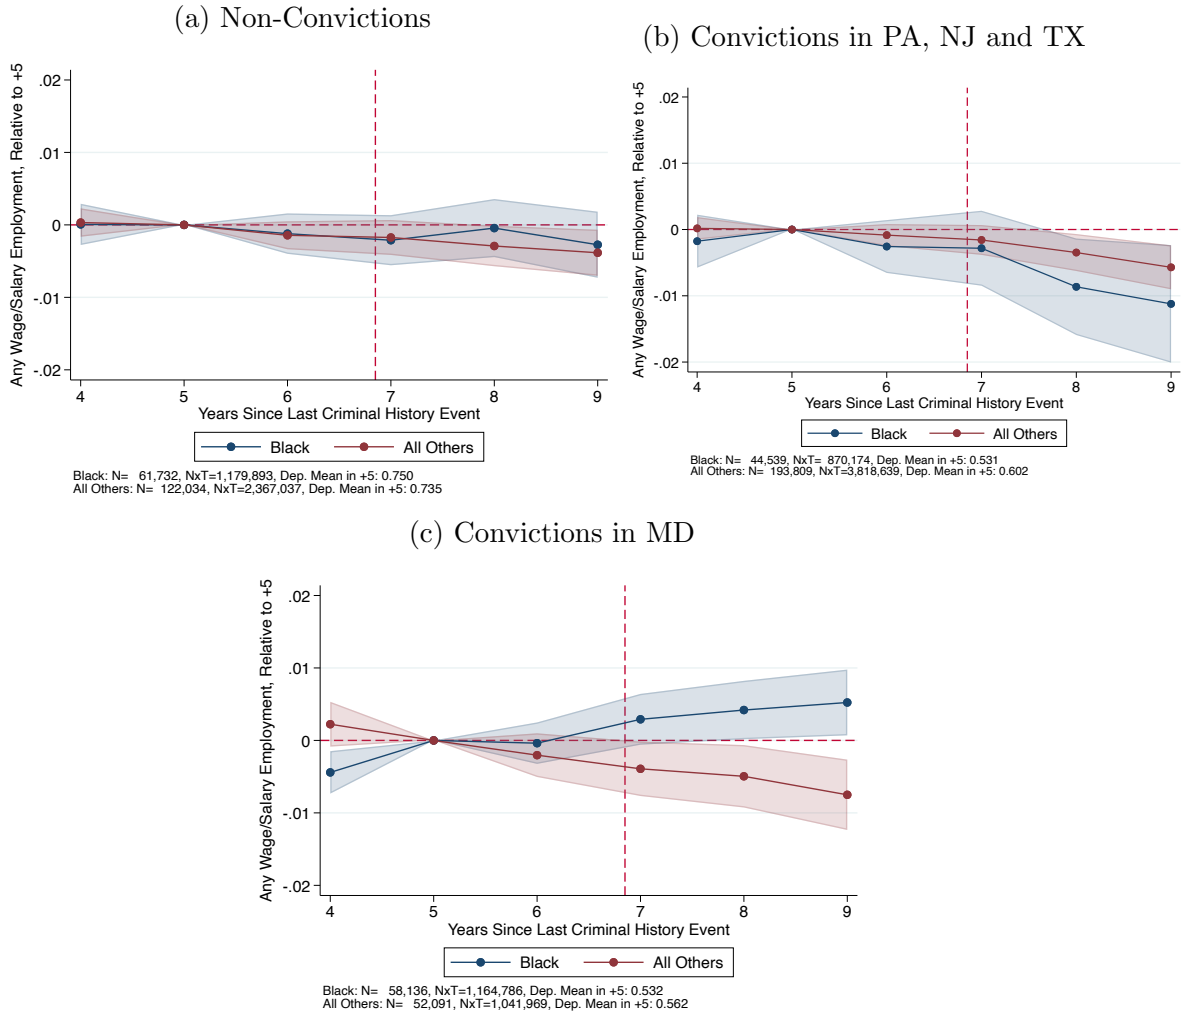 (a) Non-Convictions
Any Wage/Salary Employment, Relative to +5
.02
.01
0
-.01
-.02
4 5 6 7 8 9
Years Since Last Criminal History Event
Black All Others
Black: N= 61,732, NxT=1,179,893, Dep. Mean in +5: 0.750
All Others: N= 122,034, NxT=2,367,037, Dep. Mean in +5: 0.735
(b) Convictions in PA, NJ and TX
Any Wage/Salary Employment, Relative to +5
.02
.01
0
-.01
-.02
4 5 6 7 8 9
Years Since Last Criminal History Event
Black All Others
Black: N= 44,539, NxT= 870,174, Dep. Mean in +5: 0.531
All Others: N= 193,809, NxT=3,818,639, Dep. Mean in +5: 0.602
(c) Convictions in MD
Any Wage/Salary Employment, Relative to +5
.02
.01
0
-.01
-.02
4 5 6 7 8 9
Years Since Last Criminal History Event
Black All Others
Black: N= 58,136, NxT=1,164,786, Dep. Mean in +5: 0.532
All Others: N= 52,091, NxT=1,041,969, Dep. Mean in +5: 0.562